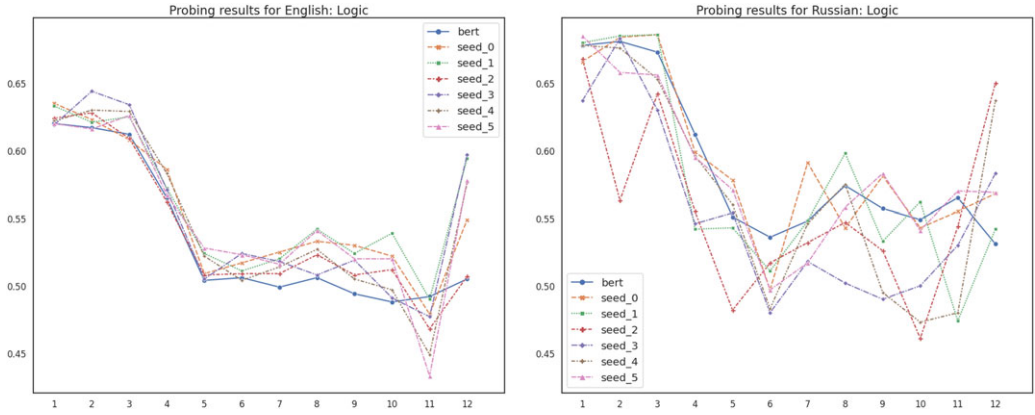 Probing results for English: Logic
bert
seed_0
seed_1
seed_2
seed_3
seed_4
seed_5
0.65
0.60
0.55
0.50
0.45
1 2 3 4 5 6 7 8 9 10 11 12
Probing results for Russian: Logic
0.65
0.60
0.55
0.50
0.45
bert
seed_0
seed_1
seed_2
seed_3
seed_4
seed_5
1 2 3 4 5 6 7 8 9 10 11 12